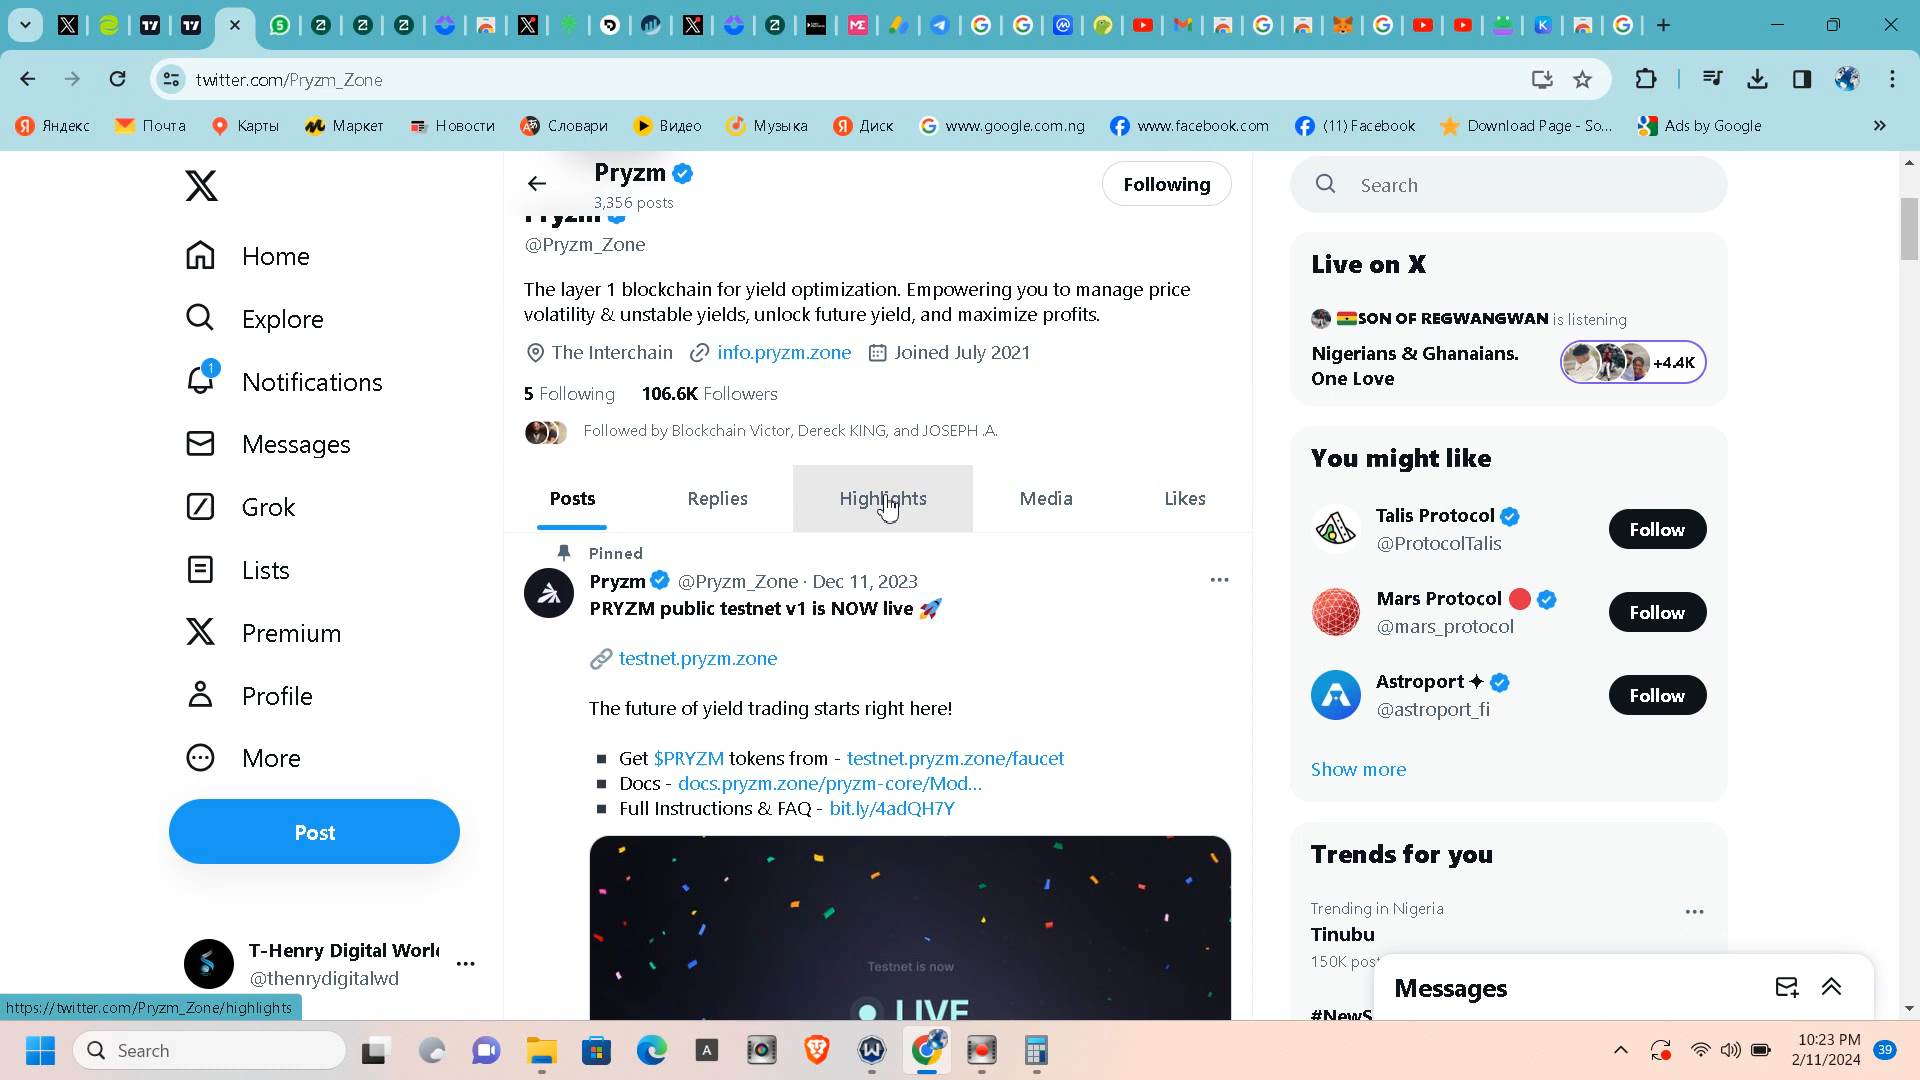 twitter.com/Pryzm_Zone
Яндекс
Почта
Карты
Маркет
Новости
Словари
Видео
Музыка
Диск
www.google.com.ng
www.facebook.com
(11) Facebook
Download Page - So...
Ads by Google
Home
Explore
1
Notifications
Messages
Grok
Lists
Premium
Profile
More
Post
T-Henry Digital Worl
@thenrydigitalwd
https://twitter.com/Pryzm_Zone/highlights
Pryzm
3,356 posts
Following
Pryzm
@Pryzm_Zone
The layer 1 blockchain for yield optimization. Empowering you to manage price
volatility & unstable yields, unlock future yield, and maximize profits.
The Interchain info.pryzm.zone Joined July 2021
5 Following 106.6K Followers
Followed by Blockchain Victor, Dereck KING, and JOSEPH .A.
Posts Replies Highlights Media Likes
Pinned
Pryzm @Pryzm_Zone · Dec 11, 2023
PRYZM public testnet v1 is NOW live 🚀
🔗 testnet.pryzm.zone
The future of yield trading starts right here!
▪ Get $PRYZM tokens from - testnet.pryzm.zone/faucet
▪ Docs - docs.pryzm.zone/pryzm-core/Mod...
▪ Full Instructions & FAQ - bit.ly/4adQH7Y
Testnet is now
LIVE
Search
Live on X
🇬🇭SON OF REGWANGWAN is listening
Nigerians & Ghanaians.
One Love
+4.4K
You might like
Talis Protocol
@ProtocolTalis
Follow
Mars Protocol 🔴
@mars_protocol
Follow
Astroport ✦
@astroport_fi
Follow
Show more
Trends for you
Trending in Nigeria
Tinubu
150K post
#NewS
Messages
Search
10:23 PM
2/11/2024
39